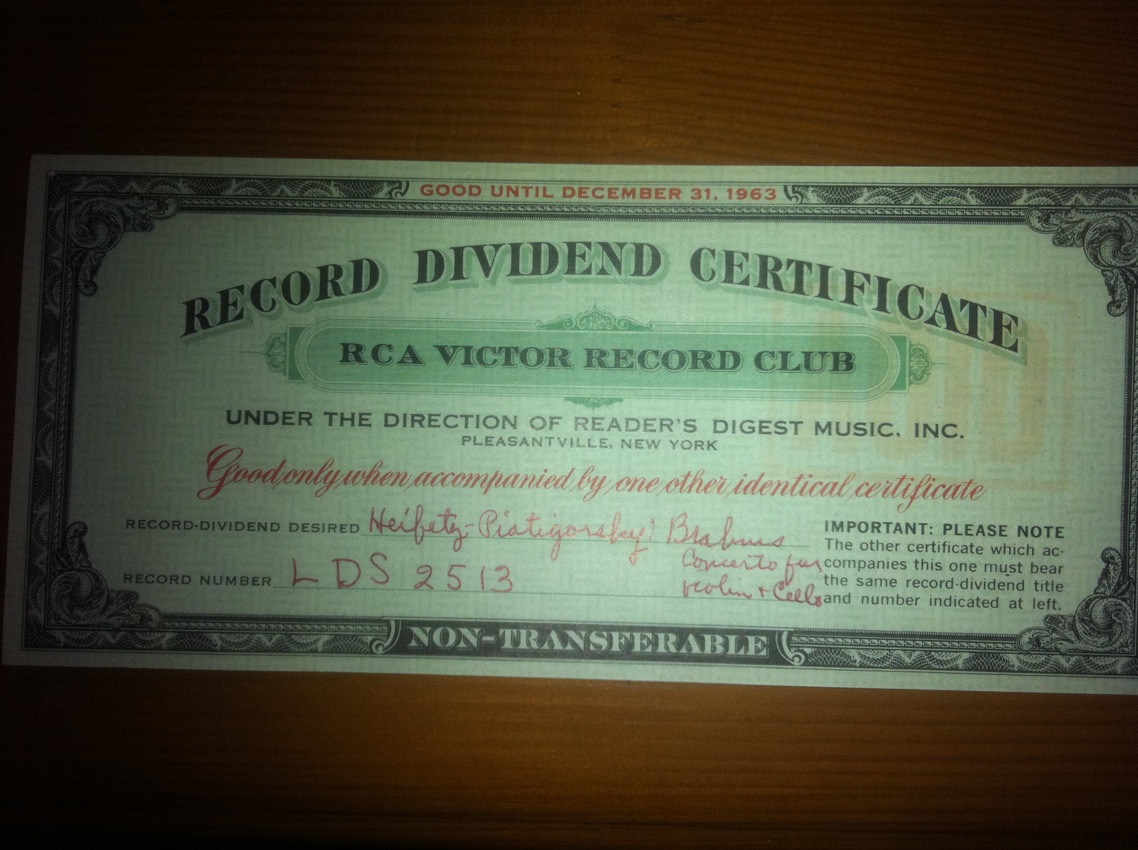 GOOD UNTIL DECEMBER 31, 1963
RECORD DIVIDEND CERTIFICATE
RCA VICTOR RECORD CLUB
UNDER THE DIRECTION OF READER'S DIGEST MUSIC, INC.
PLEASANTVILLE, NEW YORK
Good only when accompanied by one other identical certificate
RECORD-DIVIDEND DESIRED Heifetz-Piatigorsky: Brahms
Concerto for
violin + Cello
RECORD NUMBER LDS 2513
IMPORTANT: PLEASE NOTE
The other certificate which ac-
companies this one must bear
the same record-dividend title
and number indicated at left.
NON-TRANSFERABLE